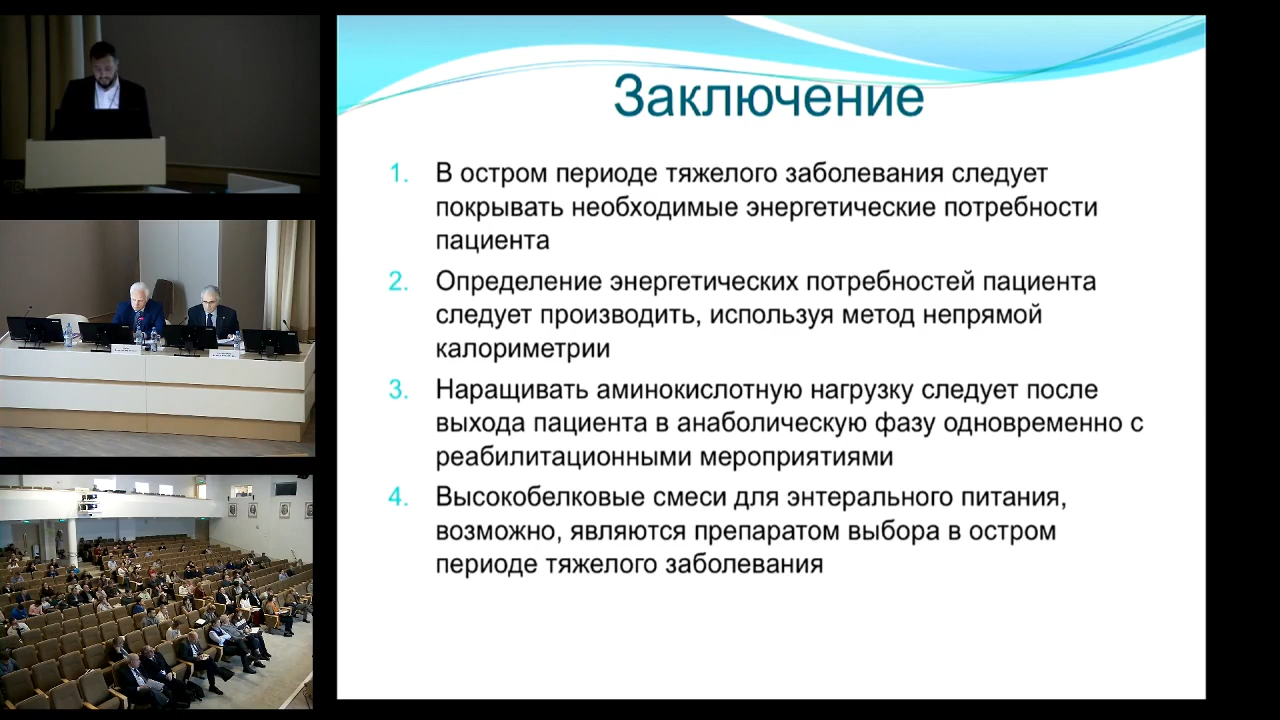 Заключение
1. В остром периоде тяжелого заболевания следует
покрывать необходимые энергетические потребности
пациента
2. Определение энергетических потребностей пациента
следует производить, используя метод непрямой
калориметрии
3. Наращивать аминокислотную нагрузку следует после
выхода пациента в анаболическую фазу одновременно с
реабилитационными мероприятиями
4. Высокобелковые смеси для энтерального питания,
возможно, являются препаратом выбора в остром
периоде тяжелого заболевания